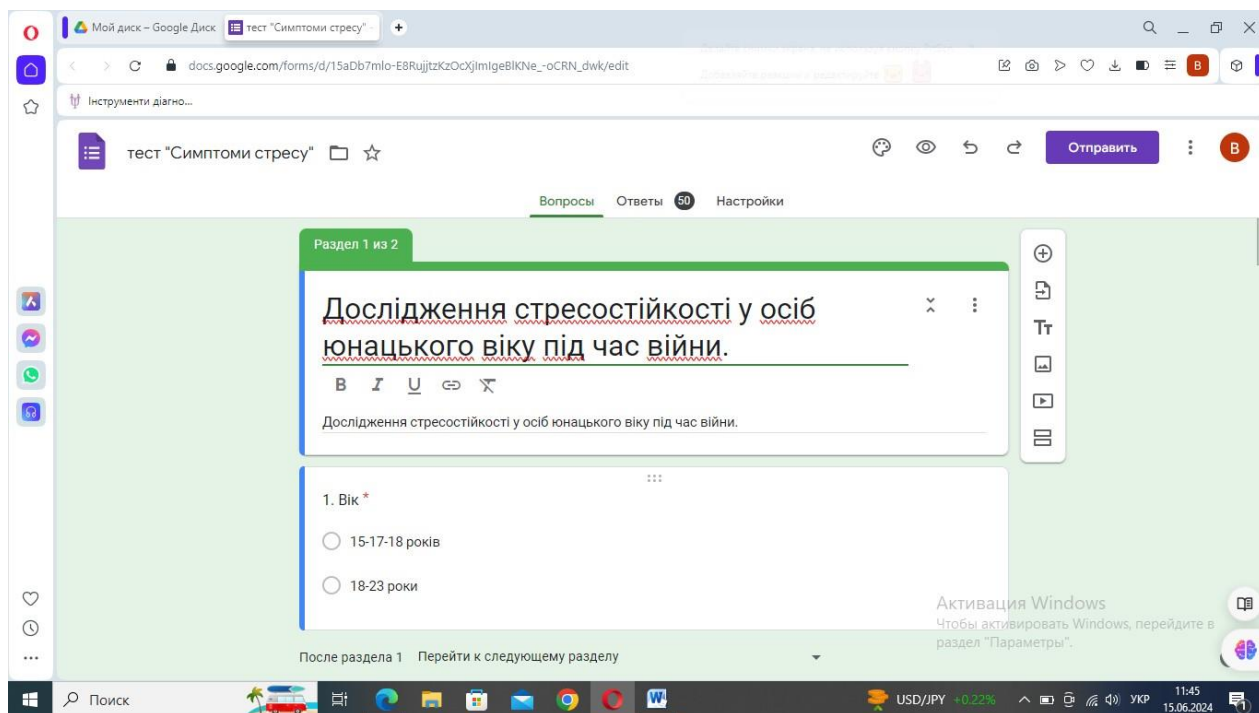 Мой диск – Google Диск
тест "Симптоми стресу" -
docs.google.com/forms/d/15aDb7mlo-E8RujjtzKzOcXjImIgeBlKNe_-oCRN_dwk/edit
B
Інструменти діагно...
тест "Симптоми стресу"
Отправить
B
Вопросы Ответы 50 Настройки
Раздел 1 из 2
Дослідження стресостійкості у осіб
юнацького віку під час війни.
B I U
Дослідження стресостійкості у осіб юнацького віку під час війни.
Тт
1. Вік *
15-17-18 років
18-23 роки
Активация Windows
Чтобы активировать Windows, перейдите в
раздел "Параметры".
После раздела 1 Перейти к следующему разделу
Поиск
USD/JPY +0.22%
УКР
11:45
15.06.2024